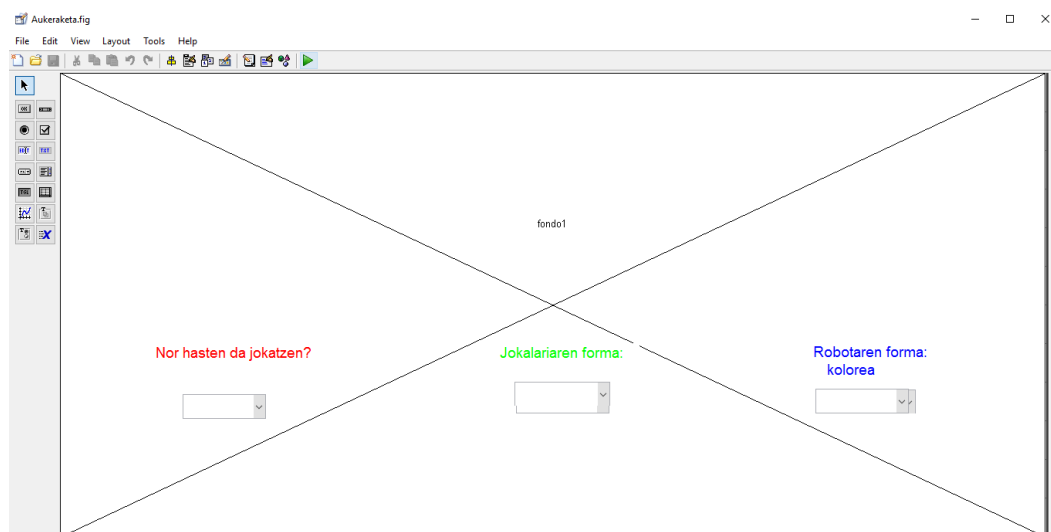 Aukeraketa.fig
File Edit View Layout Tools Help
fondo1
Nor hasten da jokatzen?
Jokalariaren forma:
Robotaren forma:
kolorea